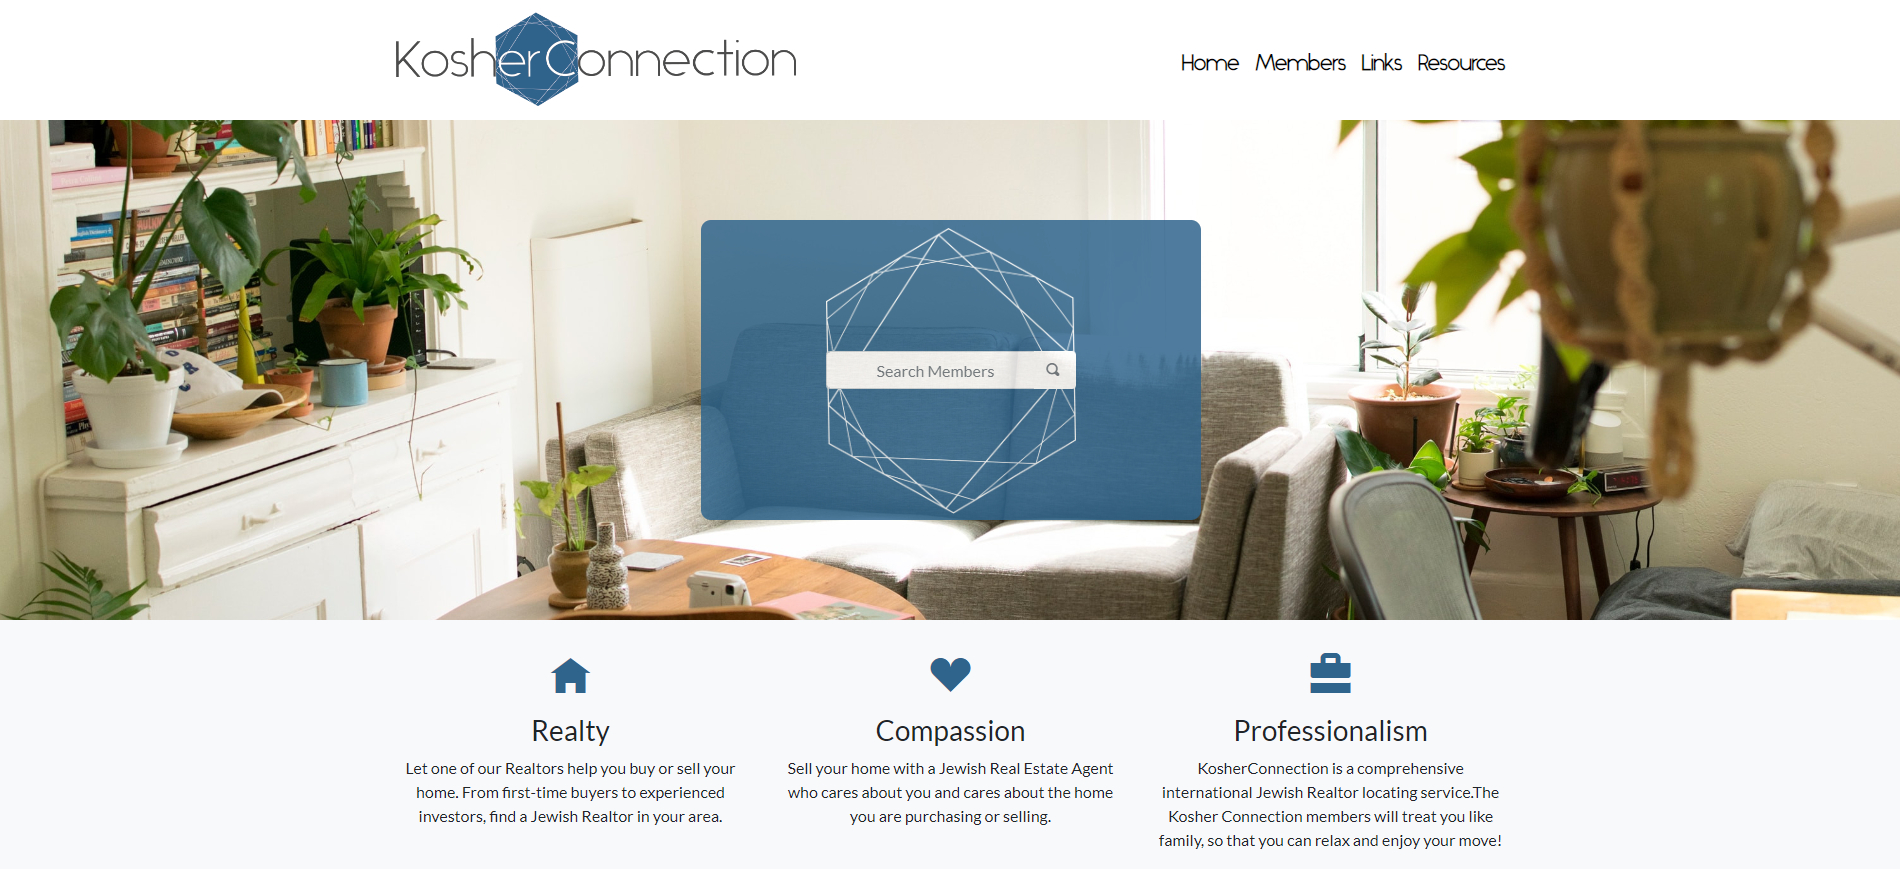 KosherConnection
Home Members Links Resources
Search Members
Realty
Let one of our Realtors help you buy or sell your
home. From first-time buyers to experienced
investors, find a Jewish Realtor in your area.
Compassion
Sell your home with a Jewish Real Estate Agent
who cares about you and cares about the home
you are purchasing or selling.
Professionalism
KosherConnection is a comprehensive
international Jewish Realtor locating service.The
Kosher Connection members will treat you like
family, so that you can relax and enjoy your move!